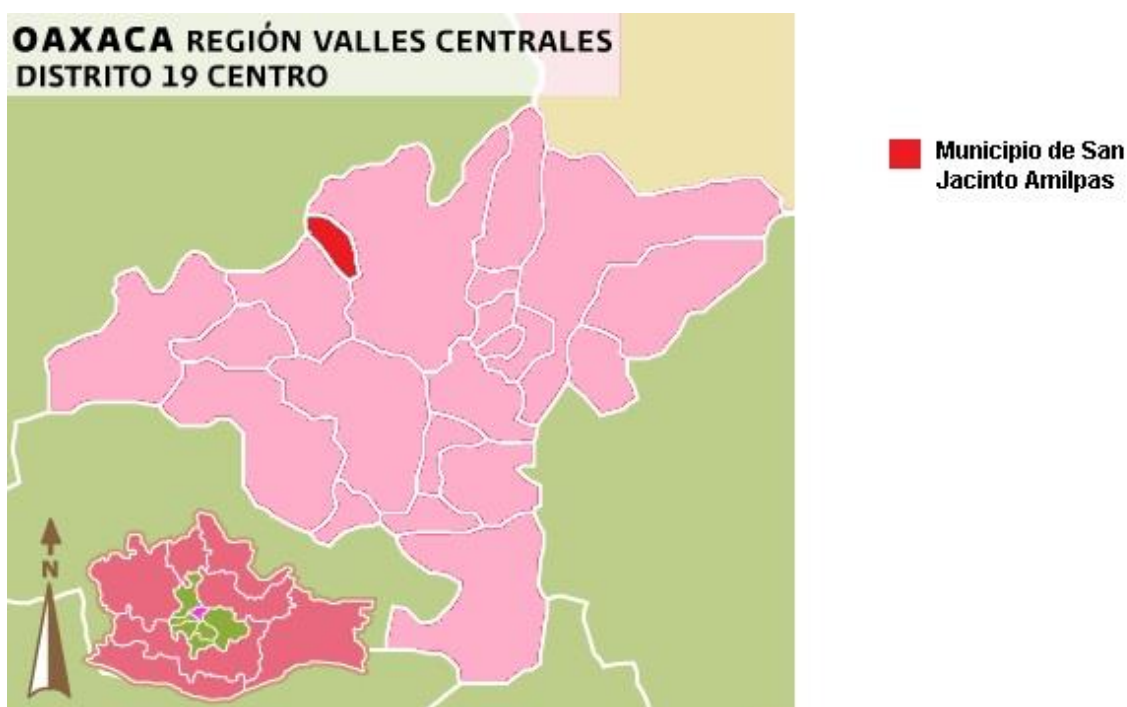 OAXACA REGIÓN VALLES CENTRALES
DISTRITO 19 CENTRO
Municipio de San
Jacinto Amilpas
N